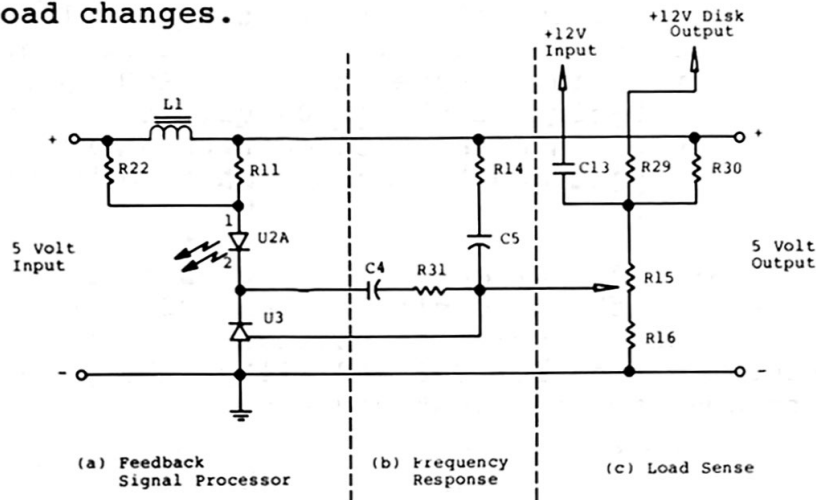 oad changes.
+12V Disk
Output
+12V
Input
L1
+
+
R22
R11
R14
C13
R29
R30
1
U2A
2
C5
5 Volt
Input
5 Volt
Output
C4
R31
R15
U3
R16
-
-
(a) Feedback
Signal Processor
(b) Frequency
Response
(c) Load Sense